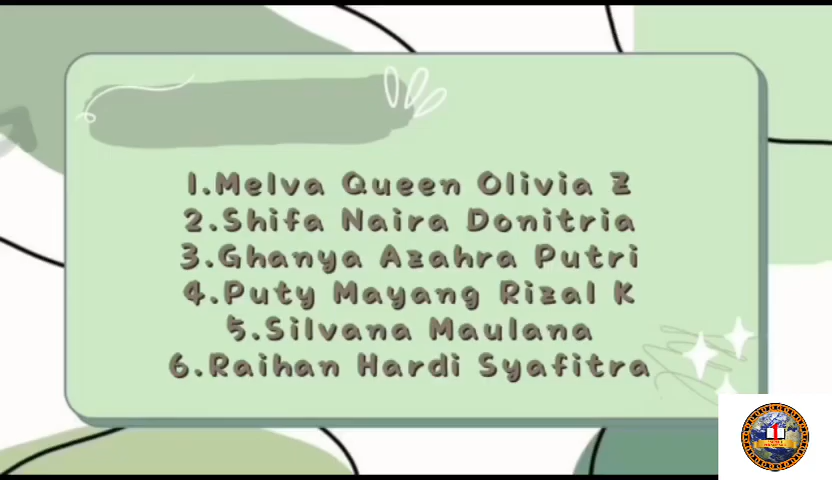 1.Melva Queen Olivia Z
2.Shifa Naira Donitria
3.Ghanya Azahra Putri
4.Puty Mayang Rizal K
5.Silvana Maulana
6.Raihan Hardi Syafitra
1